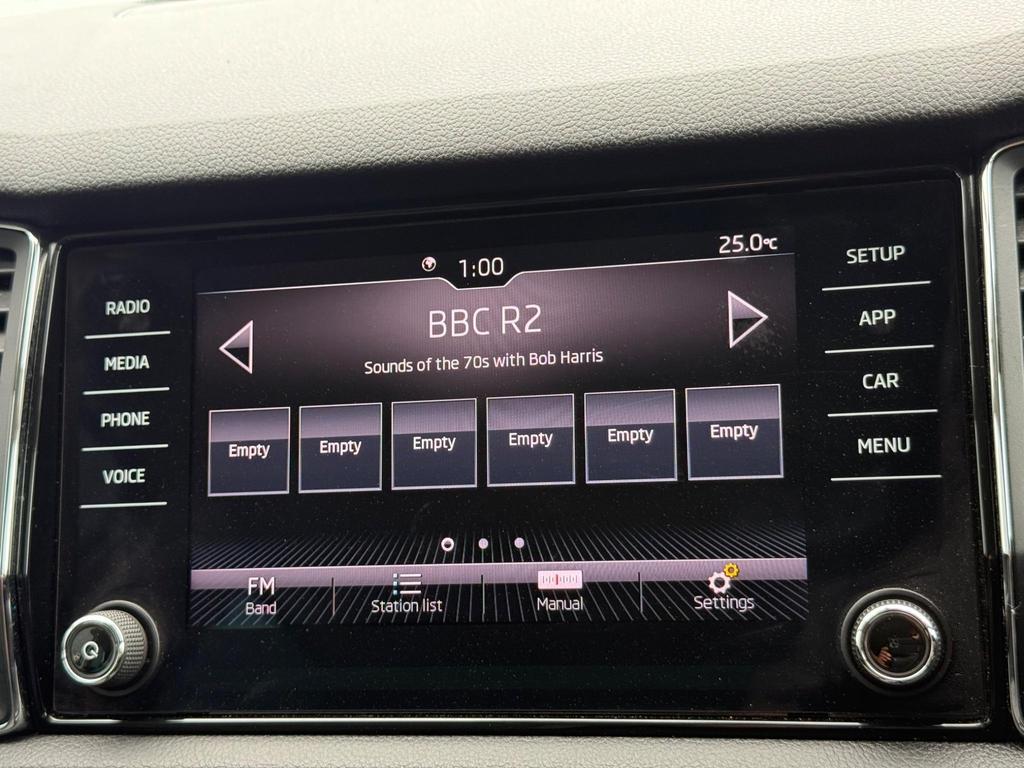 1:00
25.0°C
BBC R2
Sounds of the 70s with Bob Harris
RADIO
MEDIA
PHONE
VOICE
Empty Empty Empty Empty Empty Empty
SETUP
APP
CAR
MENU
FM
Band
Station list
Manual
Settings